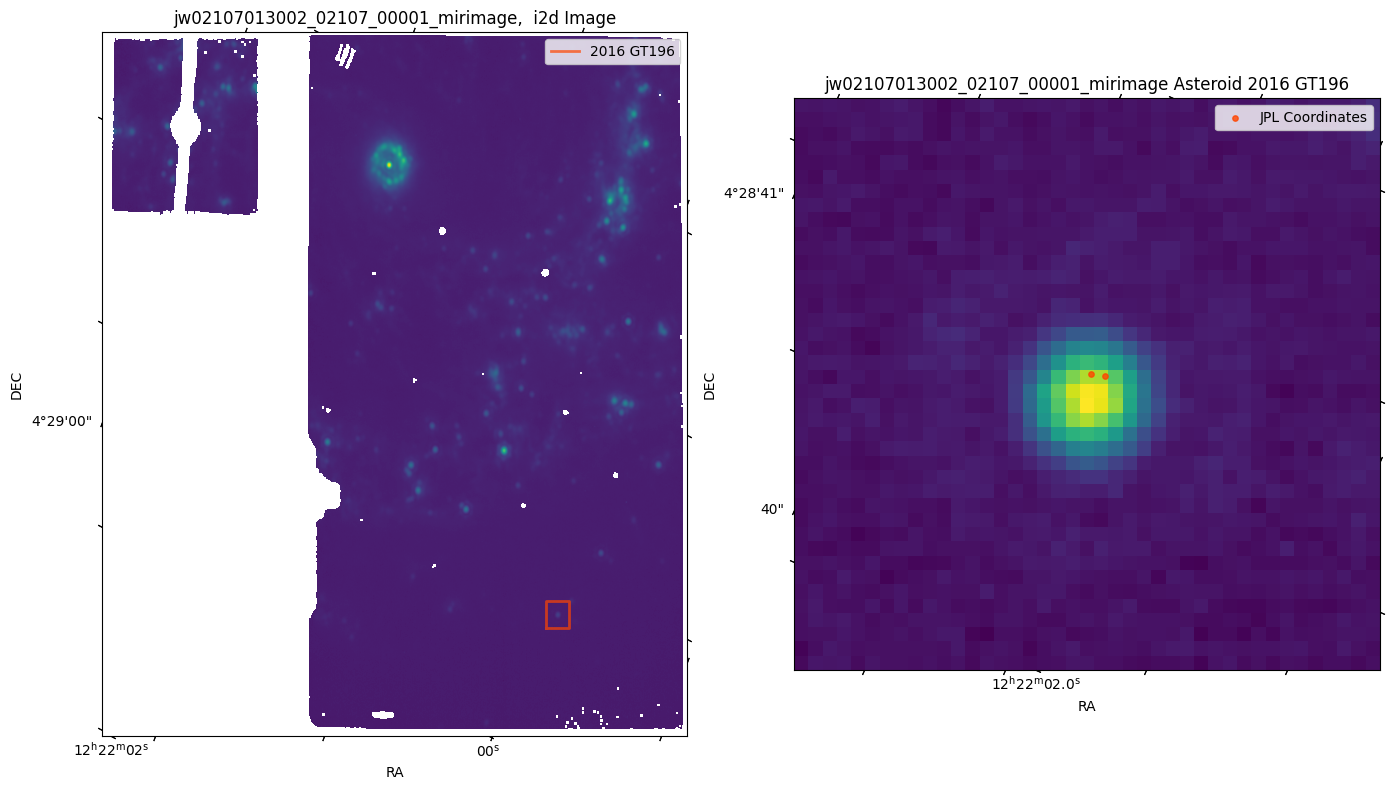 jw02107013002_02107_00001_mirimage,  i2d Image
2016 GT196
DEC
4°29'00"
12ʰ22ᵐ02ˢ
00ˢ
RA
jw02107013002_02107_00001_mirimage Asteroid 2016 GT196
JPL Coordinates
4°28'41"
DEC
40"
12ʰ22ᵐ02.0ˢ
RA